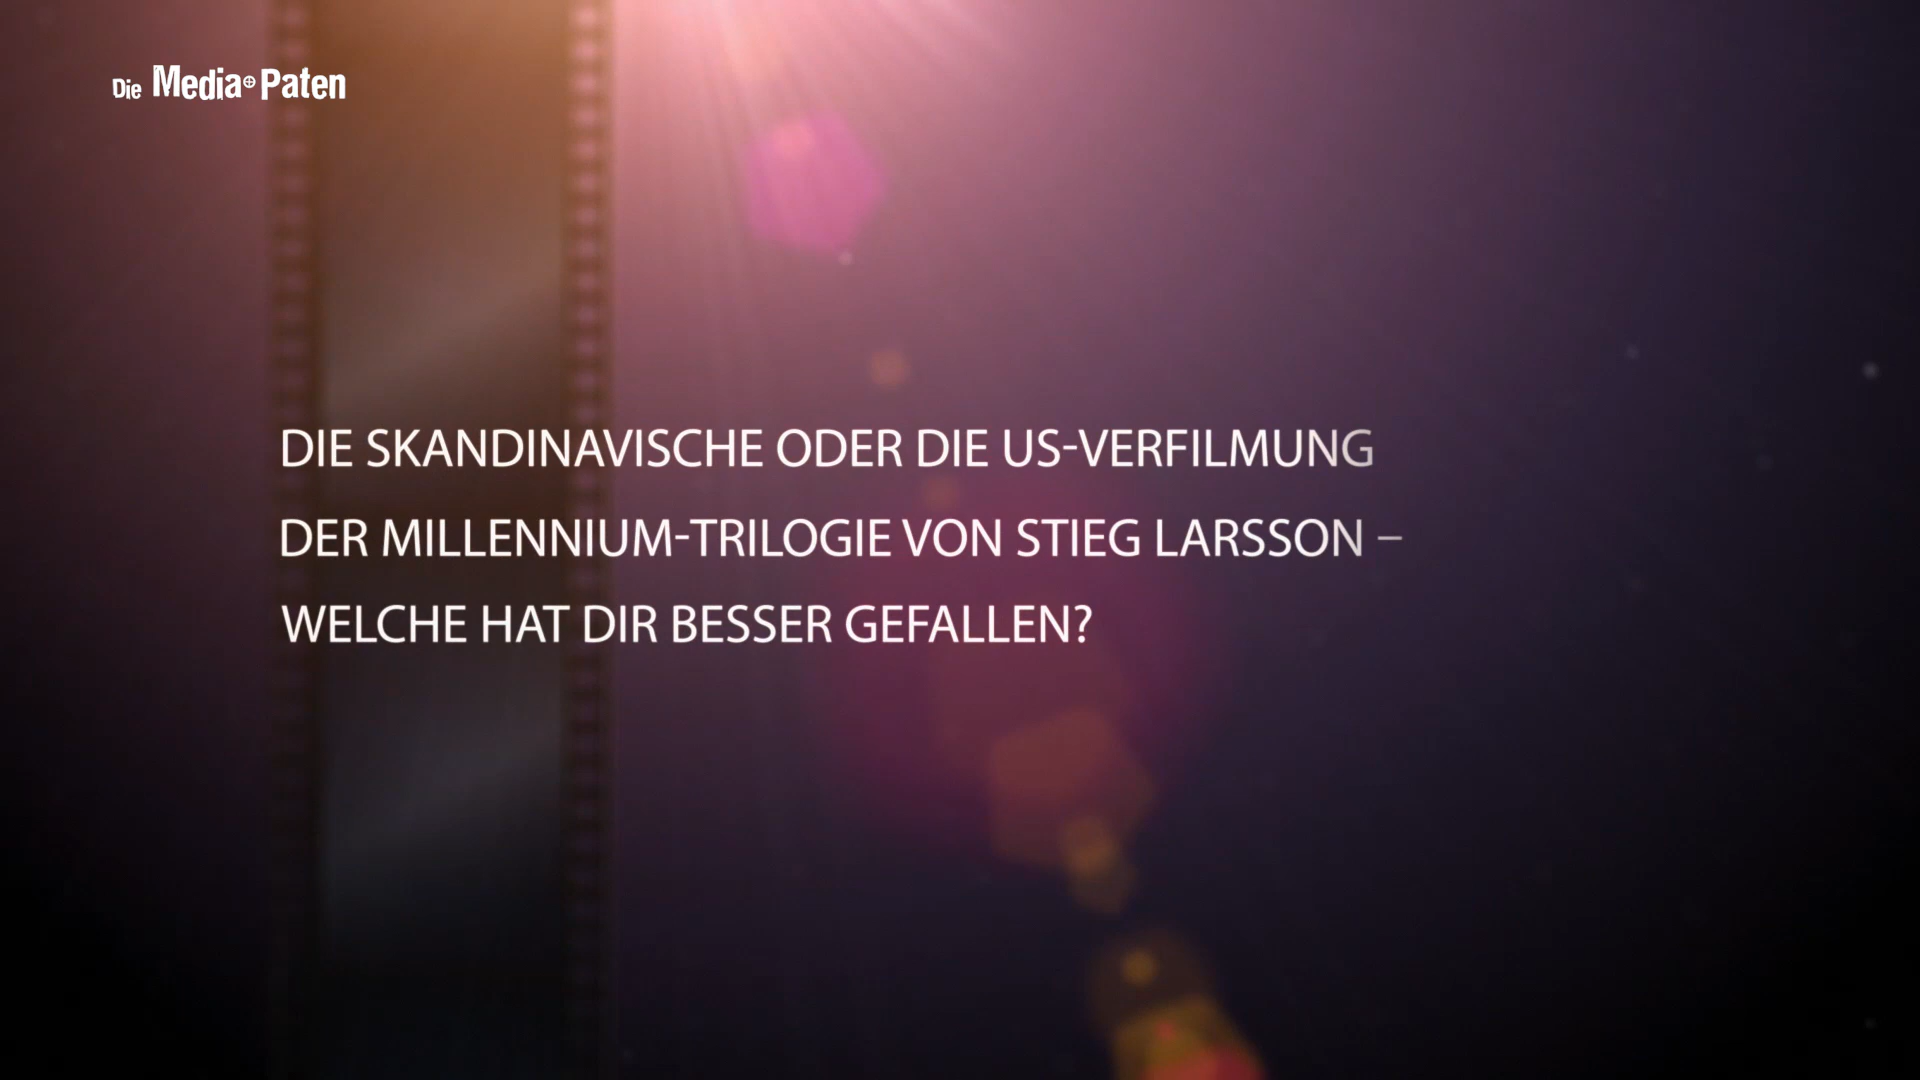 Die Media Paten
DIE SKANDINAVISCHE ODER DIE US-VERFILMUNG
DER MILLENNIUM-TRILOGIE VON STIEG LARSSON –
WELCHE HAT DIR BESSER GEFALLEN?